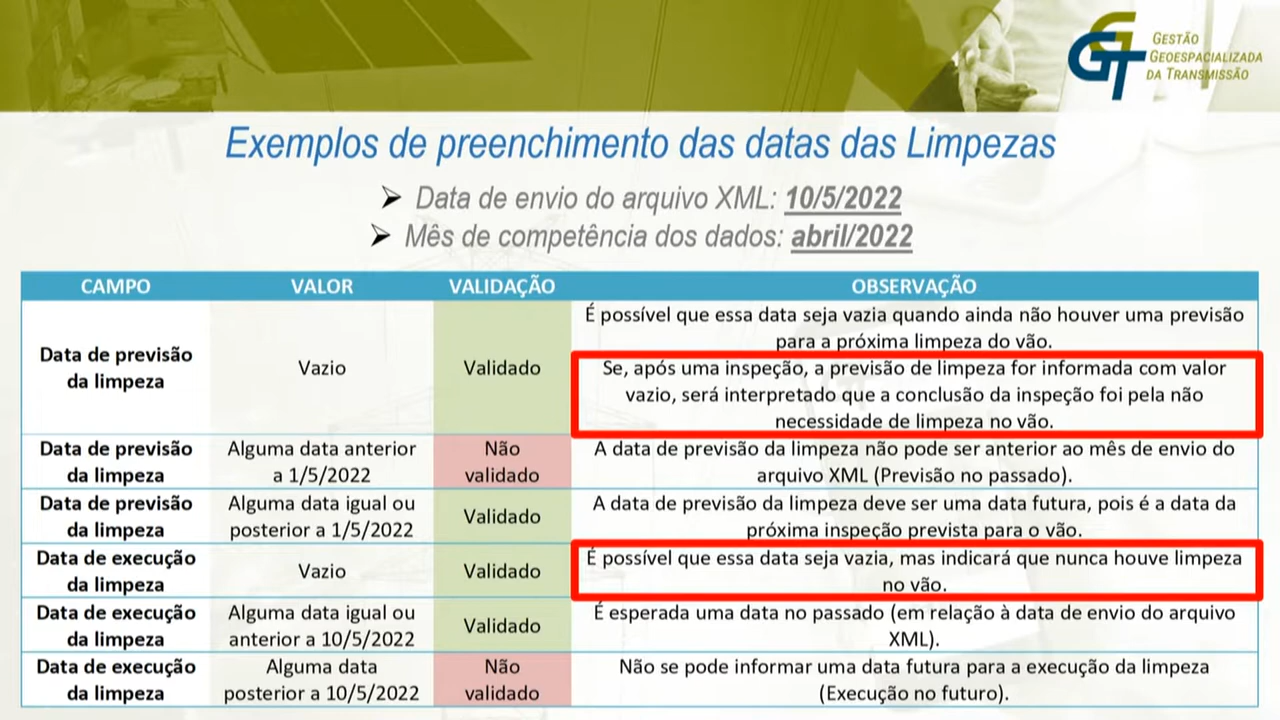 GESTÃO
GEOESPACIALIZADA
DA TRANSMISSÃO
Exemplos de preenchimento das datas das Limpezas
➢ Data de envio do arquivo XML: 10/5/2022
➢ Mês de competência dos dados: abril/2022
CAMPO VALOR VALIDAÇÃO OBSERVAÇÃO
Data de previsão
da limpeza
Vazio
Validado
É possível que essa data seja vazia quando ainda não houver uma previsão
para a próxima limpeza do vão.
Se, após uma inspeção, a previsão de limpeza for informada com valor
vazio, será interpretado que a conclusão da inspeção foi pela não
necessidade de limpeza no vão.
Data de previsão
da limpeza
Alguma data anterior
a 1/5/2022
Não
validado
A data de previsão da limpeza não pode ser anterior ao mês de envio do
arquivo XML (Previsão no passado).
Data de previsão
da limpeza
Alguma data igual ou
posterior a 1/5/2022
Validado
A data de previsão da limpeza deve ser uma data futura, pois é a data da
próxima inspeção prevista para o vão.
Data de execução
da limpeza
Vazio
Validado
É possível que essa data seja vazia, mas indicará que nunca houve limpeza
no vão.
Data de execução
da limpeza
Alguma data igual ou
anterior a 10/5/2022
Validado
É esperada uma data no passado (em relação à data de envio do arquivo
XML).
Data de execução
da limpeza
Alguma data
posterior a 10/5/2022
Não
validado
Não se pode informar uma data futura para a execução da limpeza
(Execução no futuro).